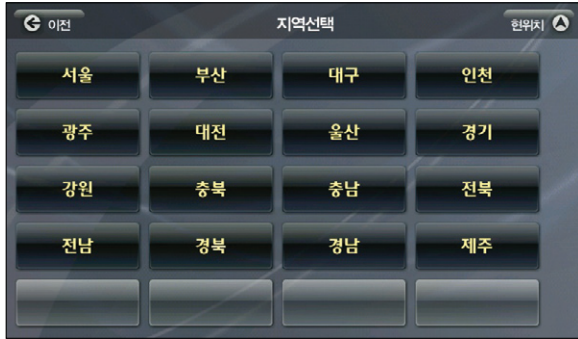 이전 지역선택 현위치
서울 부산 대구 인천
광주 대전 울산 경기
강원 충북 충남 전북
전남 경북 경남 제주